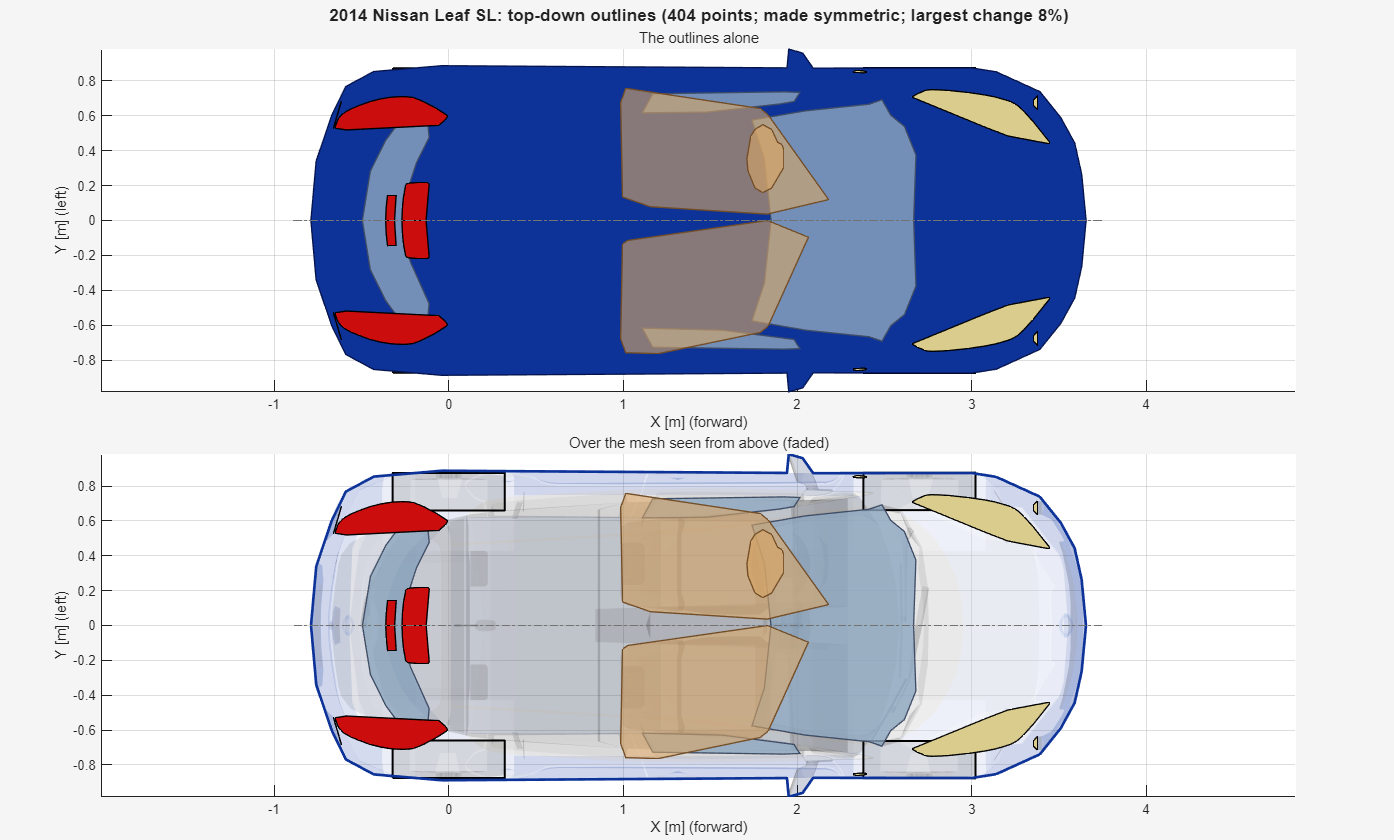 2014 Nissan Leaf SL: top-down outlines (404 points; made symmetric; largest change 8%)
The outlines alone
0.8
0.6
0.4
0.2
0
-0.2
-0.4
-0.6
-0.8
Y [m] (left)
-1 0 1 2 3 4
X [m] (forward)
Over the mesh seen from above (faded)
0.8
0.6
0.4
0.2
0
-0.2
-0.4
-0.6
-0.8
Y [m] (left)
-1 0 1 2 3 4
X [m] (forward)